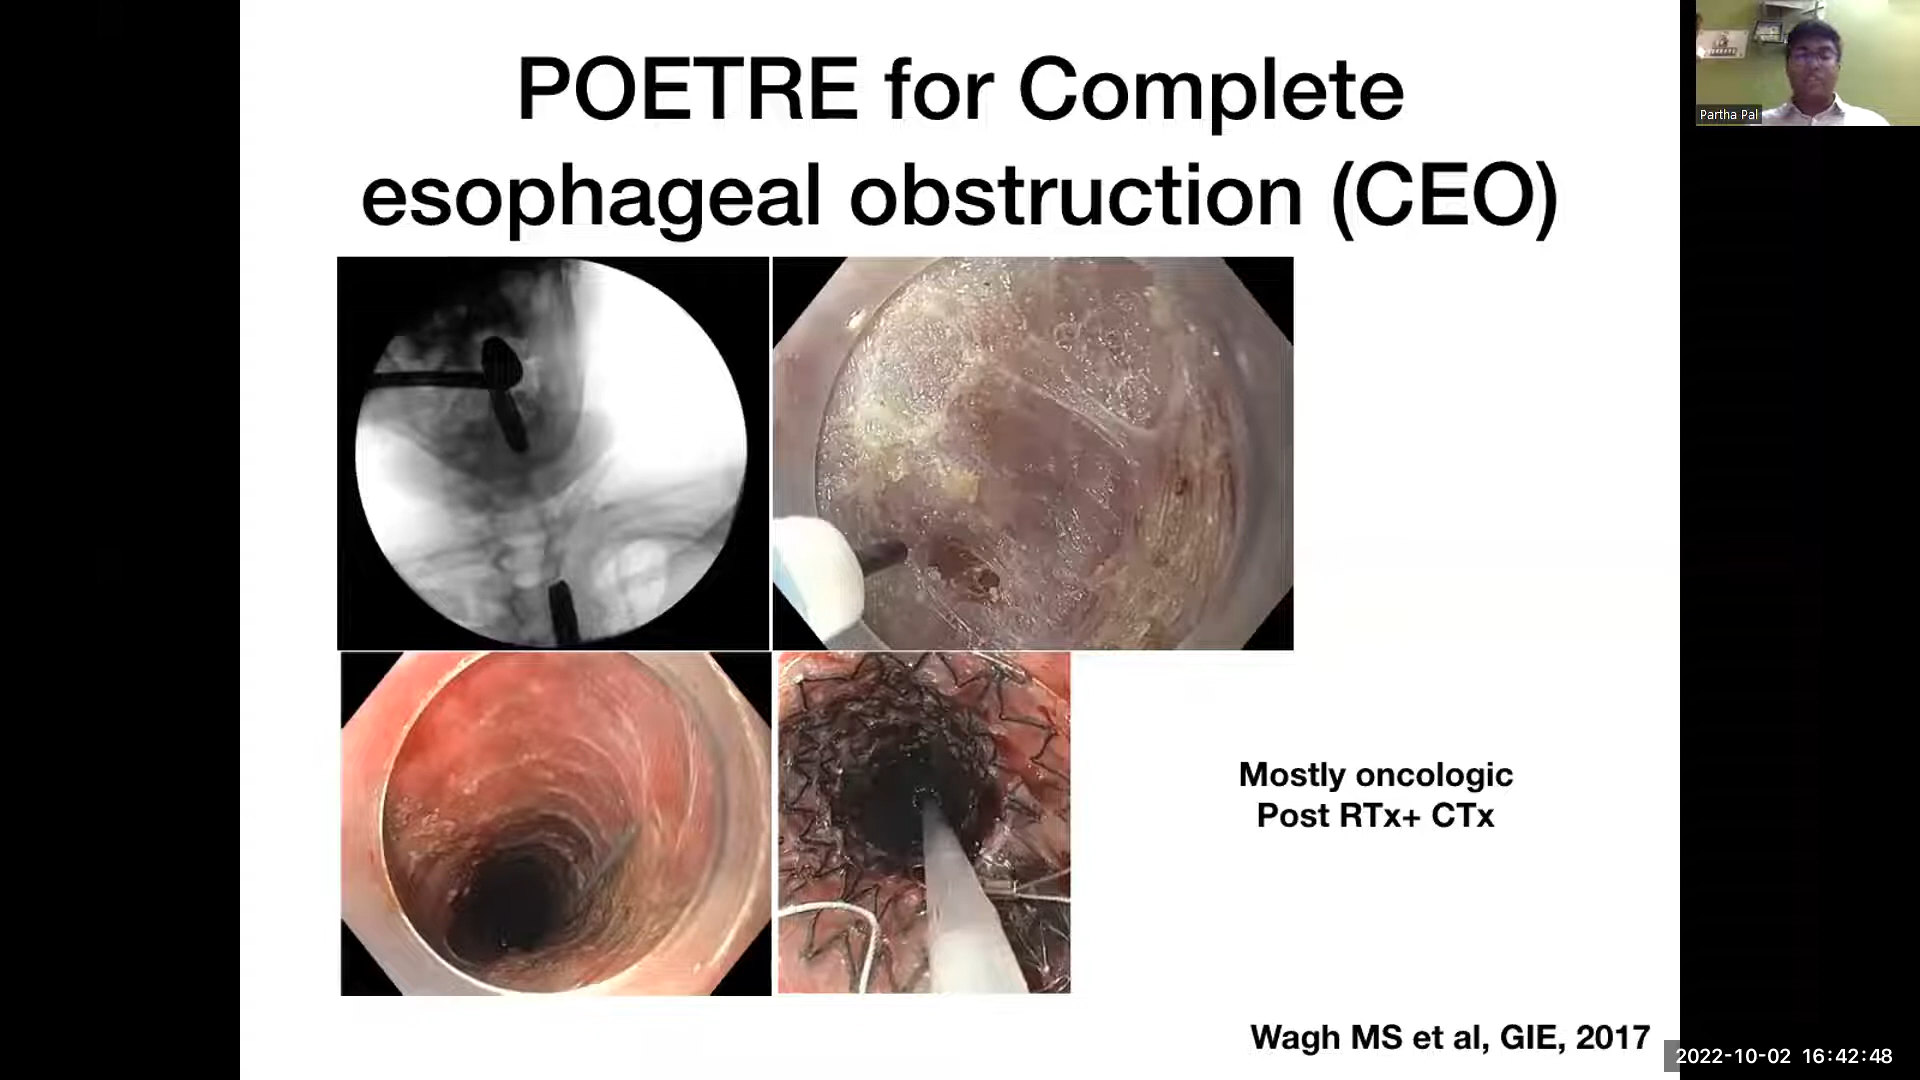 POETRE for Complete
esophageal obstruction (CEO)
Partha Pal
Mostly oncologic
Post RTx+ CTx
Wagh MS et al, GIE, 2017
2022-10-02 16:42:48